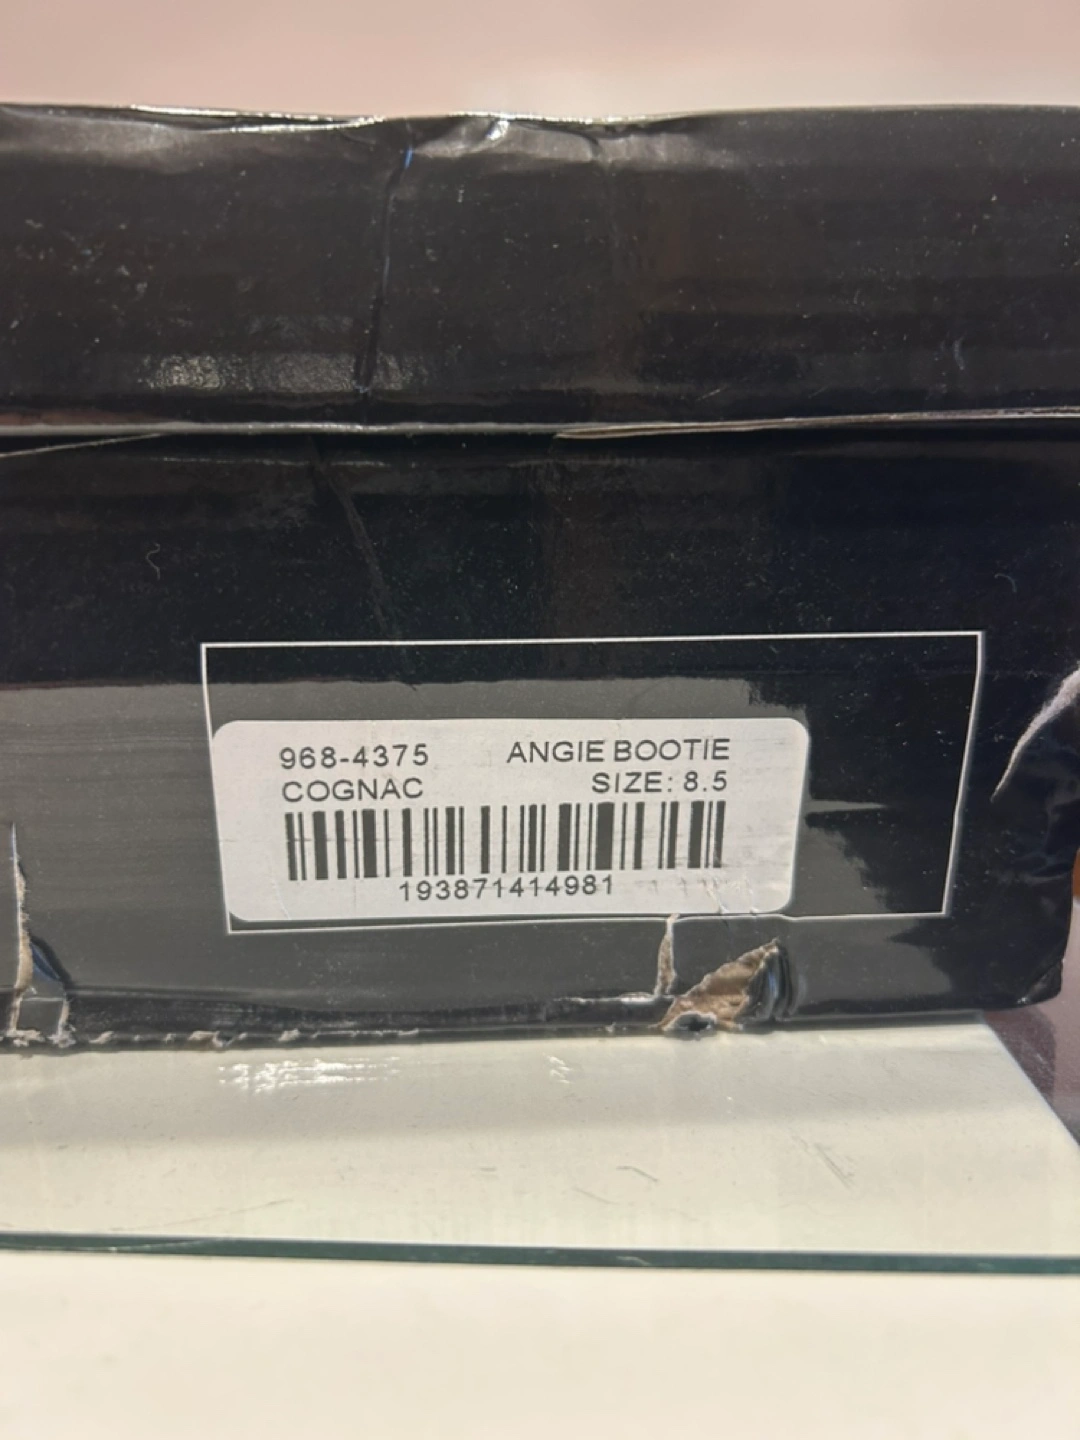 968-4375 ANGIE BOOTIE
COGNAC SIZE: 8.5
193871414981